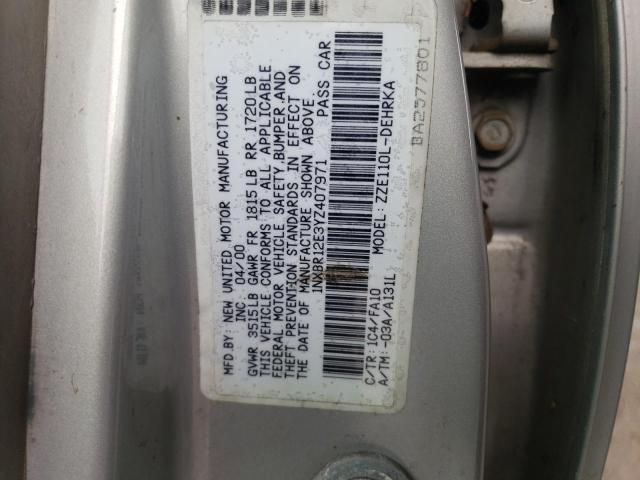 MFD.BY: NEW UNITED MOTOR MANUFACTURING
INC. 04/00
GVWR 3515LB GAWR FR 1815LB RR 1720LB
THIS VEHICLE CONFORMS TO ALL APPLICABLE
FEDERAL MOTOR VEHICLE SAFETY,BUMPER,AND
THEFT PREVENTION STANDARDS IN EFFECT ON
THE DATE OF MANUFACTURE SHOWN ABOVE.
1NXBR12E3YZ407971 PASS CAR
C/TR: 1C4/FA10 MODEL: ZZE110L-DEHRKA
A/TM: -03A/A131L
BA2577801